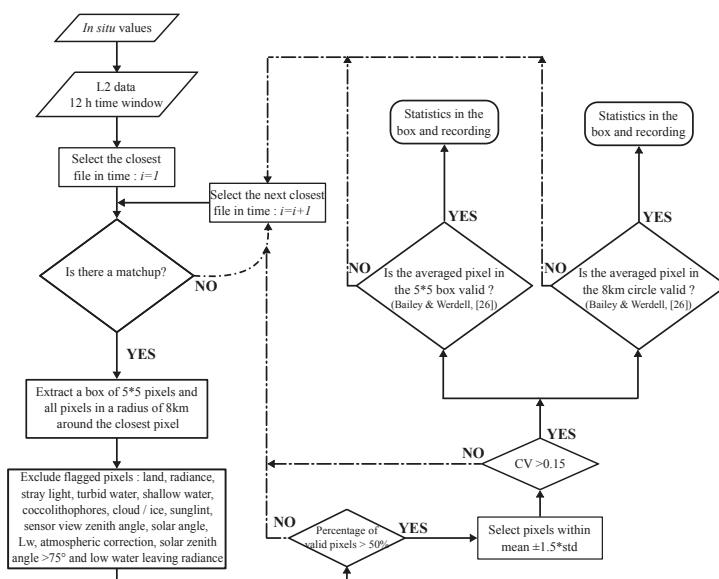 In situ values
L2 data
12 h time window
Select the closest
file in time : i=1
Select the next closest
file in time : i=i+1
Is there a matchup?
NO
YES
Extract a box of 5*5 pixels and
all pixels in a radius of 8km
around the closest pixel
Exclude flagged pixels : land, radiance,
stray light, turbid water, shallow water,
coccolithophores, cloud / ice, sunglint,
sensor view zenith angle, solar angle,
Lw, atmospheric correction, solar zenith
angle >75° and low water leaving radiance
NO
Percentage of
valid pixels > 50%
YES
Select pixels within
mean ±1.5*std
NO
CV >0.15
YES
NO
Is the averaged pixel in
the 5*5 box valid ?
(Bailey & Werdell, [26])
YES
Statistics in the
box and recording
NO
Is the averaged pixel in
the 8km circle valid ?
(Bailey & Werdell, [26])
YES
Statistics in the
box and recording